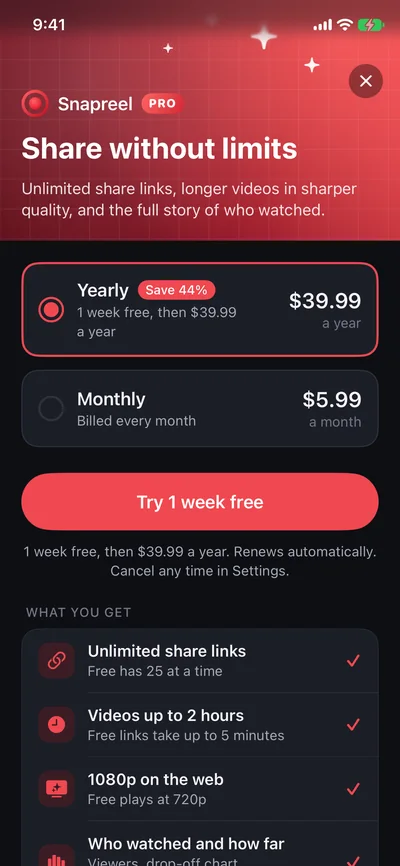 9:41
Snapreel PRO
Share without limits
Unlimited share links, longer videos in sharper
quality, and the full story of who watched.
Yearly Save 44%
1 week free, then $39.99
a year
$39.99
a year
Monthly
Billed every month
$5.99
a month
Try 1 week free
1 week free, then $39.99 a year. Renews automatically.
Cancel any time in Settings.
WHAT YOU GET
Unlimited share links
Free has 25 at a time
Videos up to 2 hours
Free links take up to 5 minutes
1080p on the web
Free plays at 720p
Who watched and how far
Viewers, drop-off chart